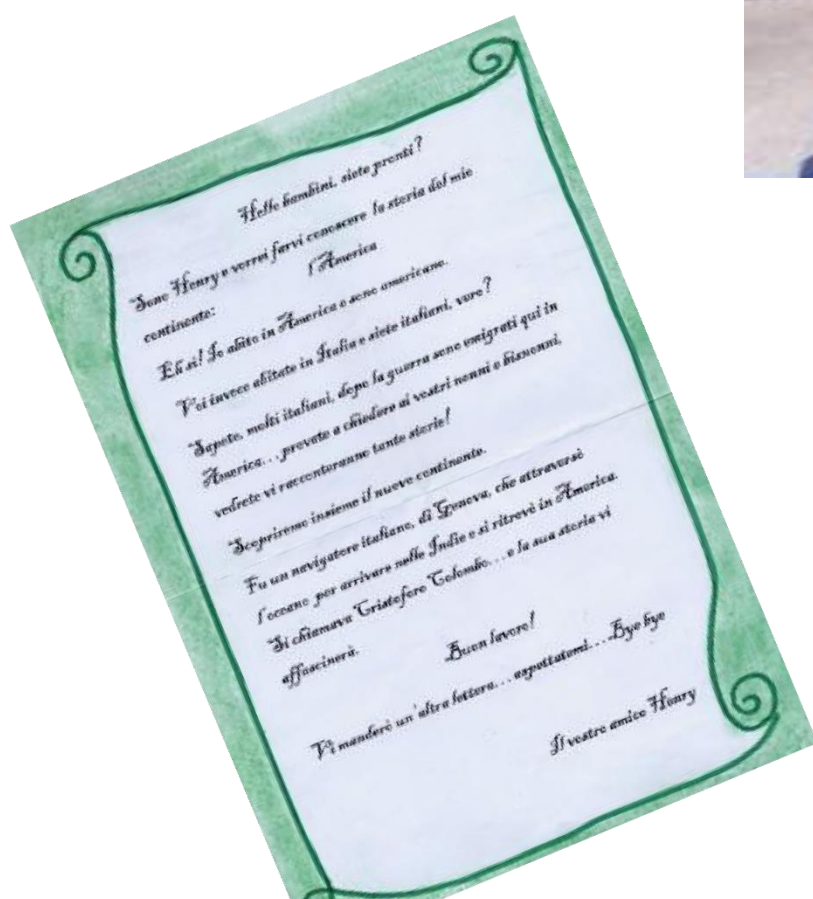 Hello bambini, siete pronti?
Sono Henry e vorrei farvi conoscere la storia del mio
continente: l'America
Eh si! Io abito in America e sono americano.
Voi invece abitate in Italia e siete italiani, vero?
Sapete, molti italiani, dopo la guerra sono emigrati qui in
America...provate a chiedere ai vostri nonni e bisnonni,
vedrete vi racconteranno tante storie!
Scopriremo insieme il nuovo continente.
Fu un navigatore italiano, di Genova, che attraversò
l'oceano per arrivare nelle Indie e si ritrovò in America.
Si chiamava Cristoforo Colombo...e la sua storia vi
affascinerà.
Buon lavoro!
Vi manderò un'altra lettera...aspettatemi...Bye bye
Il vostro amico Henry